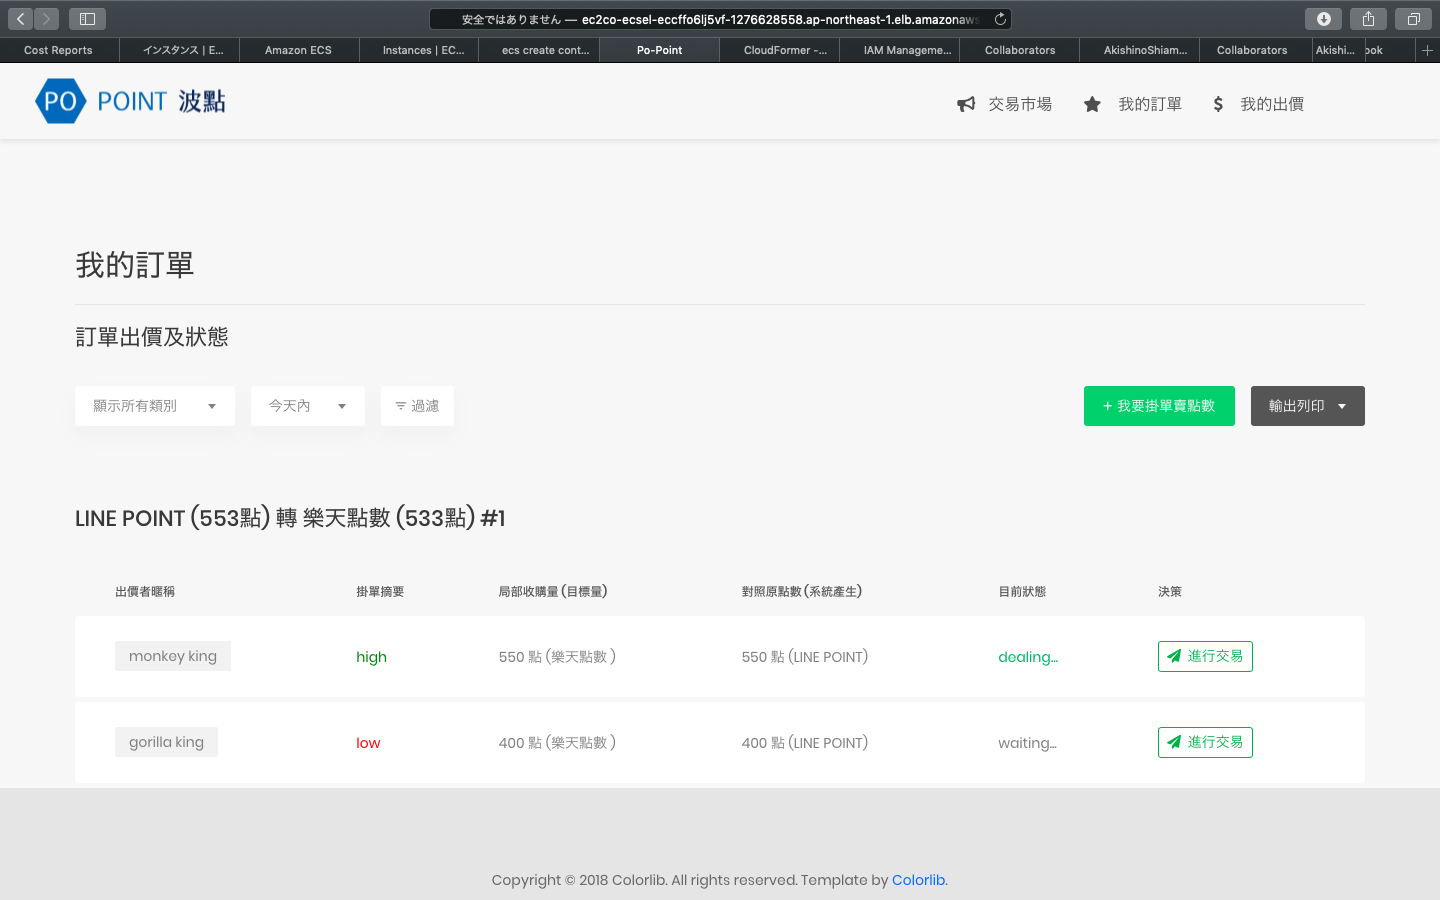 安全ではありません — ec2co-ecsel-eccffo6lj5vf-1276628558.ap-northeast-1.elb.amazonaws
Cost Reports
インスタンス | E...
Amazon ECS
Instances | EC...
ecs create cont...
Po-Point
CloudFormer -...
IAM Manageme...
Collaborators
AkishinoShiam...
Collaborators
Akishi...
ook
PO POINT 波點
交易市場
我的訂單
我的出價
我的訂單
訂單出價及狀態
顯示所有類別
今天內
過濾
+ 我要掛單賣點數
輸出列印
LINE POINT (553點) 轉 樂天點數 (533點) #1
出價者暱稱 掛單摘要 局部收購量 (目標量) 對照原點數 (系統產生) 目前狀態 決策
monkey king high 550 點 (樂天點數 ) 550 點 (LINE POINT) dealing... 進行交易
gorilla king low 400 點 (樂天點數 ) 400 點 (LINE POINT) waiting... 進行交易
Copyright © 2018 Colorlib. All rights reserved. Template by Colorlib.